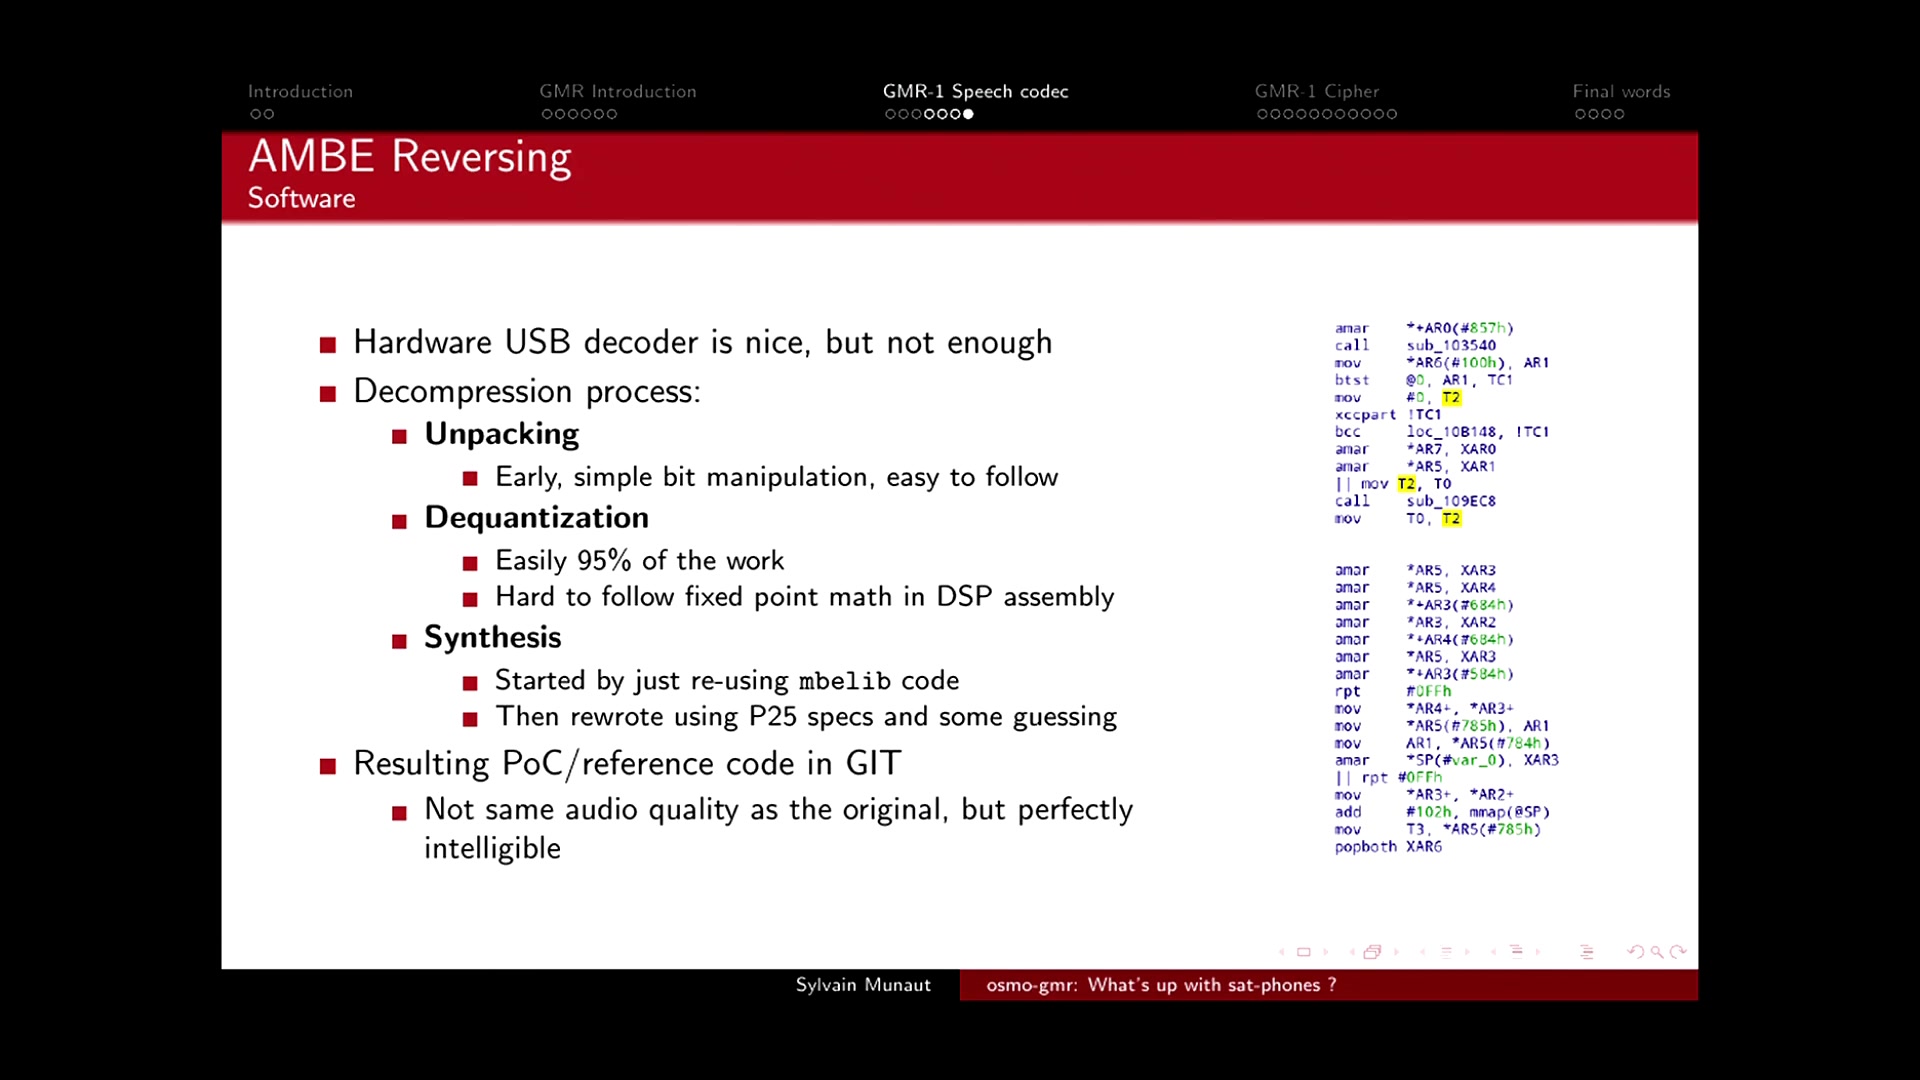 Introduction
GMR Introduction
GMR-1 Speech codec
GMR-1 Cipher
Final words
AMBE Reversing
Software
Hardware USB decoder is nice, but not enough
Decompression process:
Unpacking
Early, simple bit manipulation, easy to follow
Dequantization
Easily 95% of the work
Hard to follow fixed point math in DSP assembly
Synthesis
Started by just re-using mbelib code
Then rewrote using P25 specs and some guessing
Resulting PoC/reference code in GIT
Not same audio quality as the original, but perfectly
intelligible
amar *+AR0(#857h)
call sub_103540
mov *AR6(#100h), AR1
btst @0, AR1, TC1
mov #0, T2
xccpart !TC1
bcc loc_10B148, !TC1
amar *AR7, XAR0
amar *AR5, XAR1
|| mov T2, T0
call sub_109EC8
mov T0, T2
amar *AR5, XAR3
amar *AR5, XAR4
amar *+AR3(#684h)
amar *AR3, XAR2
amar *+AR4(#684h)
amar *AR5, XAR3
amar *+AR3(#584h)
rpt #0FFh
mov *AR4+, *AR3+
mov *AR5(#785h), AR1
mov AR1, *AR5(#784h)
amar *SP(#var_0), XAR3
|| rpt #0FFh
mov *AR3+, *AR2+
add #102h, mmap(@SP)
mov T3, *AR5(#785h)
popboth XAR6
Sylvain Munaut
osmo-gmr: What's up with sat-phones ?